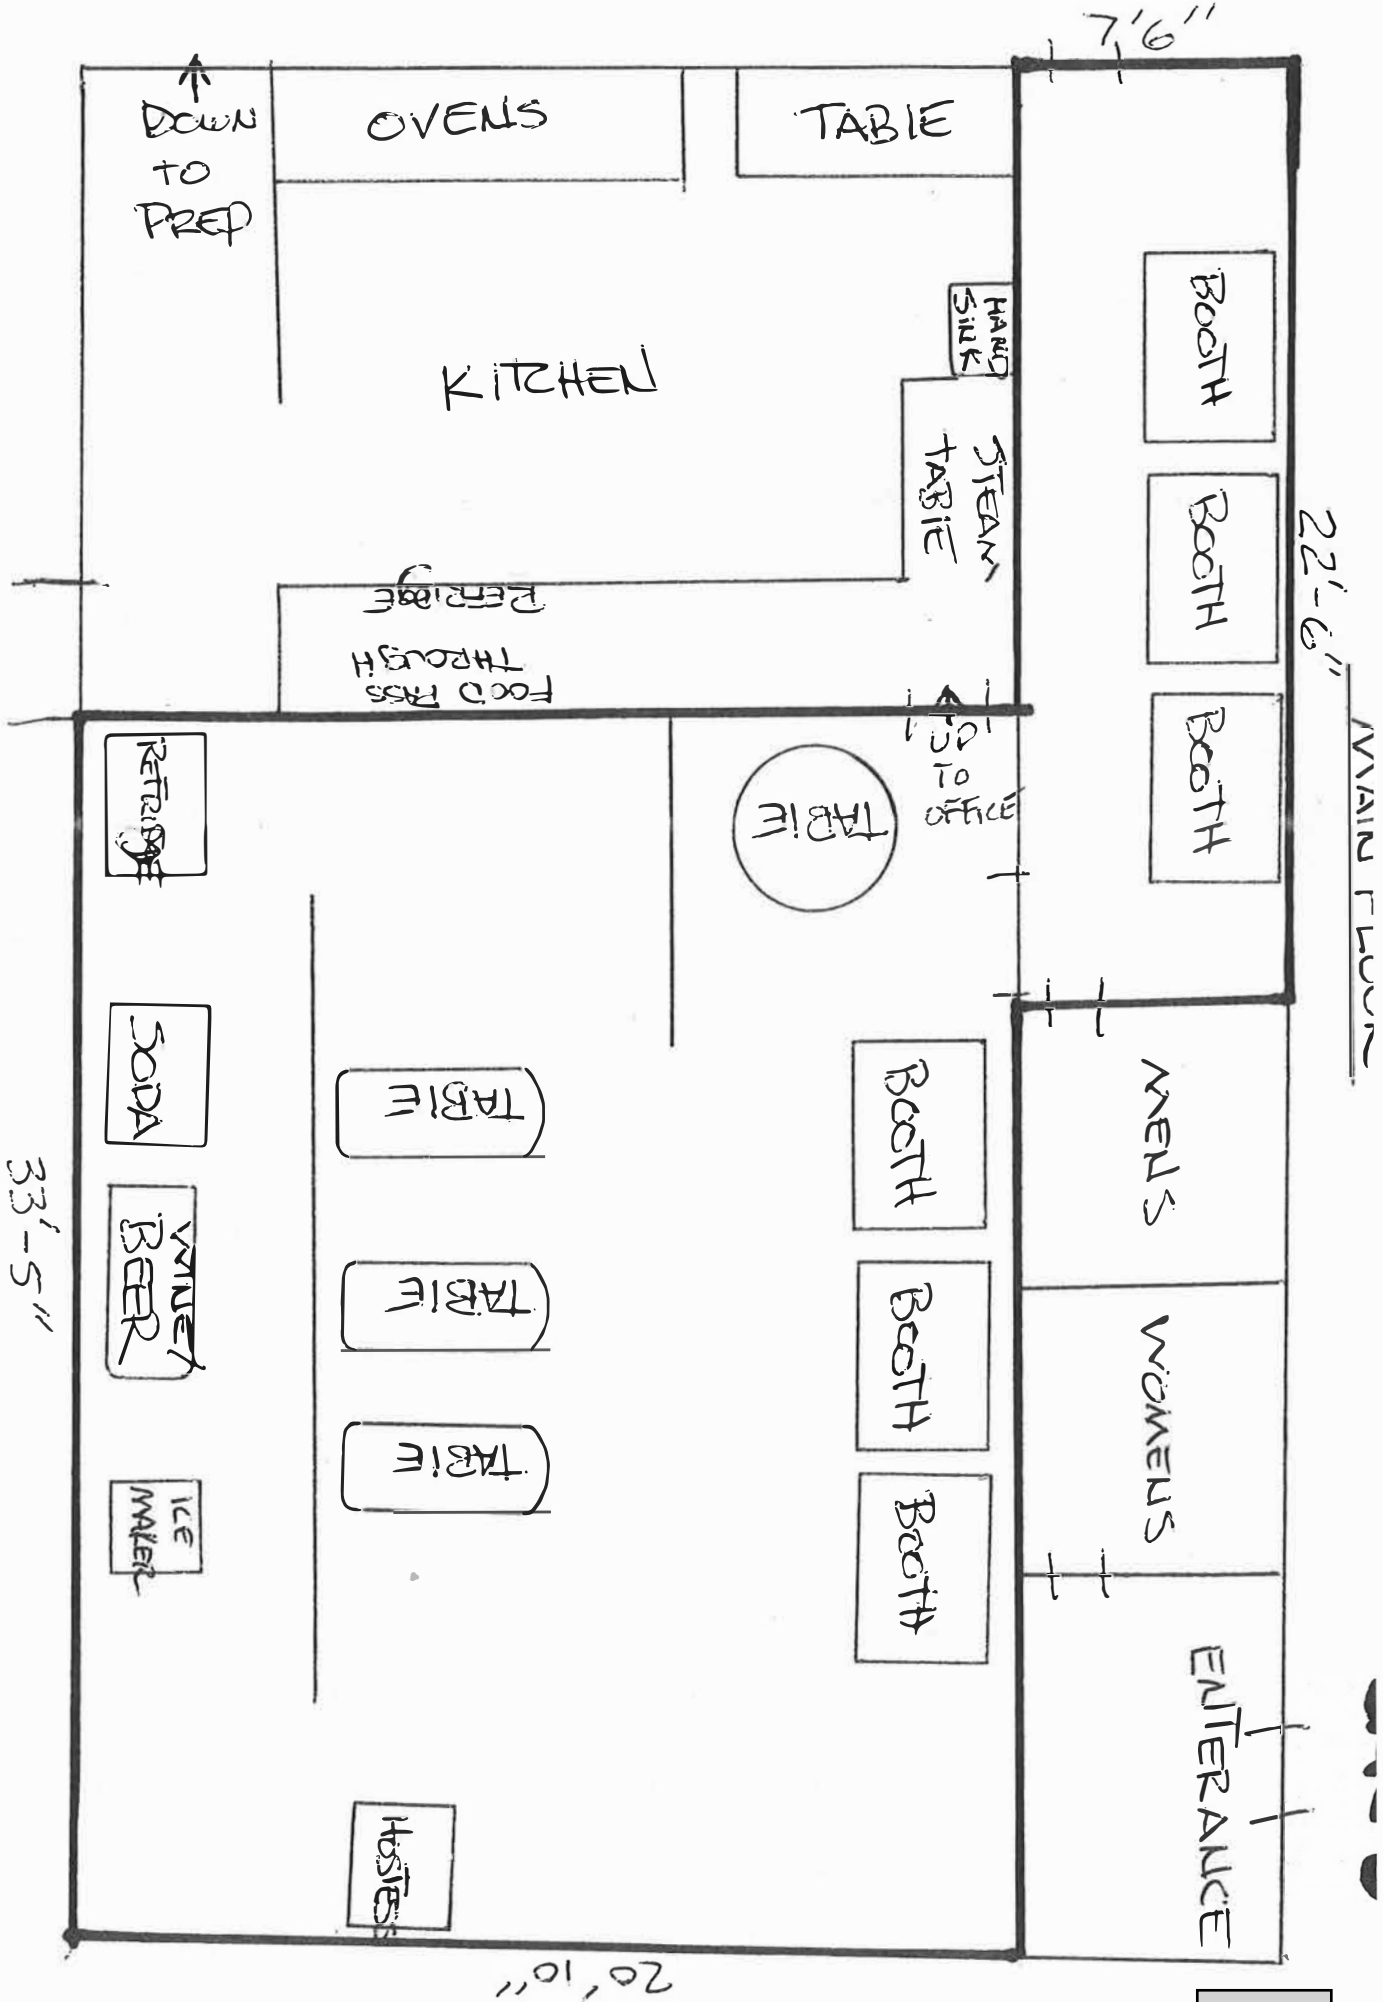 7'6"
DOWN
TO
PREP
OVENS
TABIE
HAND
SINK
BOOTH
KITCHEN
STEAM
TABIE
BOOTH
22'-6"
REFRIDGE
FOOD PASS
THROUGH
UP
TO
OFFICE
BOOTH
MAIN FLOOR
REFRIDGE
TABIE
SODA
TABIE
BOOTH
MENS
WINE/
BEER
TABIE
BOOTH
WOMENS
33'-5"
ICE
MAKER
TABIE
BOOTH
ENTERANCE
HOSTESS
20'10"